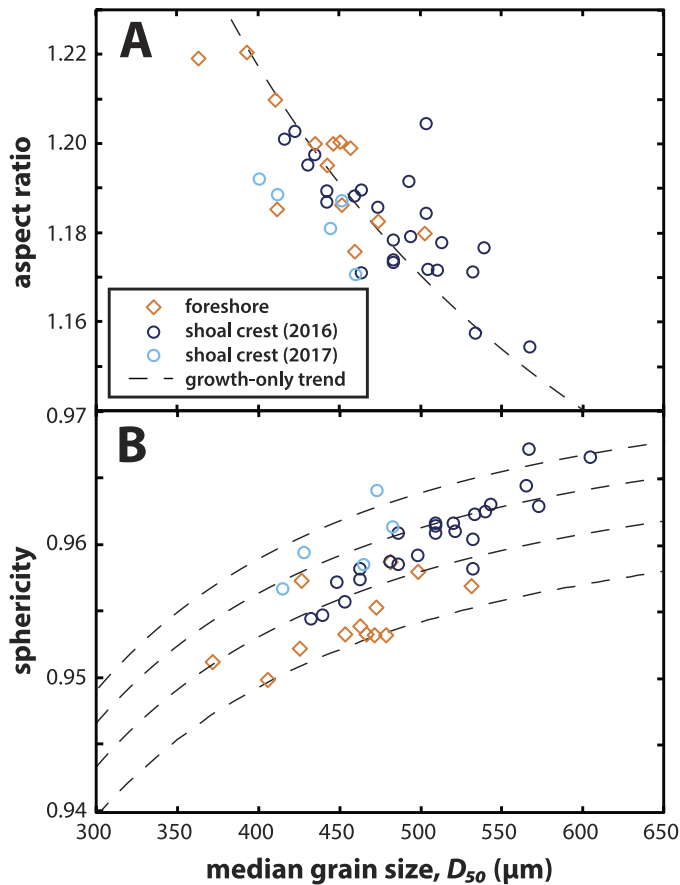 A
1.22
1.20
1.18
1.16
aspect ratio
foreshore
shoal crest (2016)
shoal crest (2017)
growth-only trend
B
0.97
0.96
0.95
0.94
sphericity
300 350 400 450 500 550 600 650
median grain size, D50 (μm)